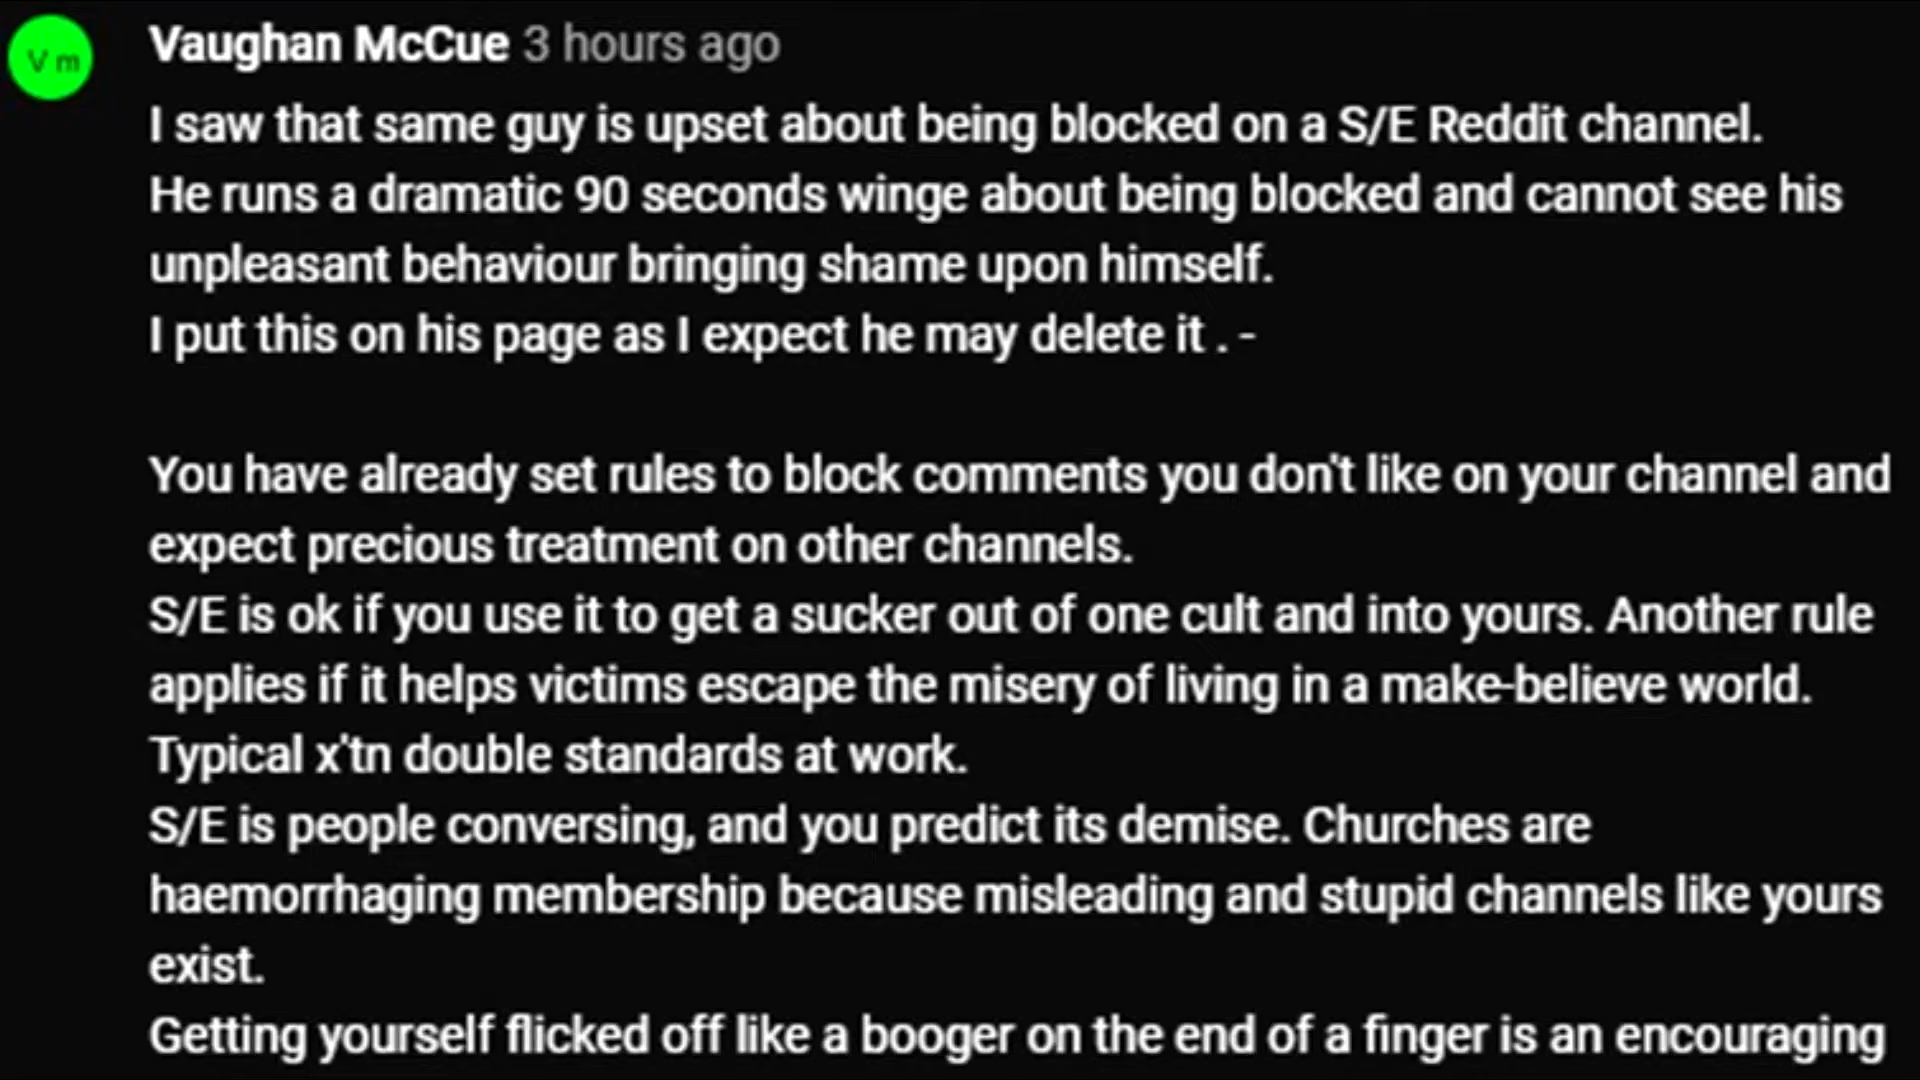 V m
Vaughan McCue 3 hours ago
I saw that same guy is upset about being blocked on a S/E Reddit channel.
He runs a dramatic 90 seconds winge about being blocked and cannot see his
unpleasant behaviour bringing shame upon himself.
I put this on his page as I expect he may delete it . -
You have already set rules to block comments you don't like on your channel and
expect precious treatment on other channels.
S/E is ok if you use it to get a sucker out of one cult and into yours. Another rule
applies if it helps victims escape the misery of living in a make-believe world.
Typical x'tn double standards at work.
S/E is people conversing, and you predict its demise. Churches are
haemorrhaging membership because misleading and stupid channels like yours
exist.
Getting yourself flicked off like a booger on the end of a finger is an encouraging